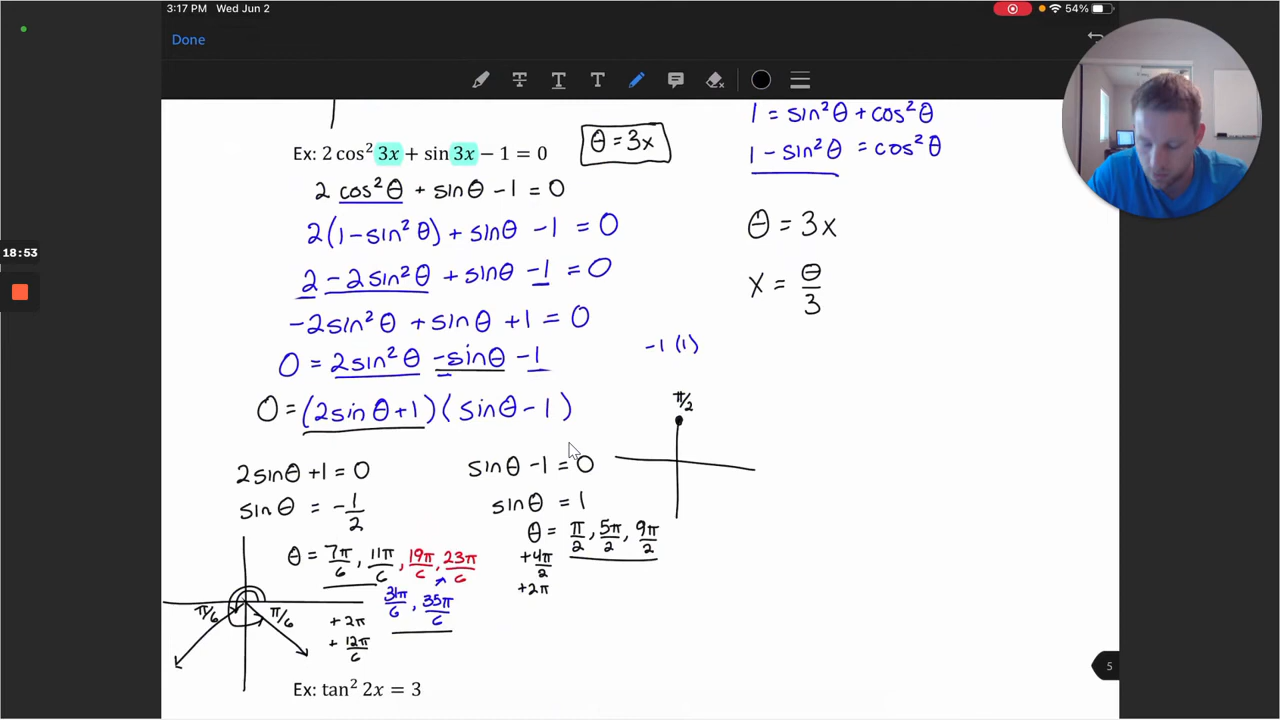 3:17 PM Wed Jun 2
54%
Done
Ex: 2 cos² 3x + sin 3x − 1 = 0
θ = 3x
2 cos²θ + sinθ - 1 = 0
2(1-sin²θ) + sinθ - 1 = 0
2 - 2sin²θ + sinθ - 1 = 0
-2sin²θ + sinθ + 1 = 0
0 = 2sin²θ - sinθ - 1
0 = (2sinθ+1)(sinθ-1)
2sinθ+1 = 0
sinθ = -1/2
θ = 7π/6, 11π/6, 19π/6, 23π/6
31π/6, 35π/6
+2π
+12π/6
π/6
π/6
sinθ -1 = 0
sinθ = 1
θ = π/2, 5π/2, 9π/2
+4π/2
+2π
1 = sin²θ + cos²θ
1 - sin²θ = cos²θ
θ = 3x
x = θ/3
-1(1)
π/2
Ex: tan² 2x = 3
18:53
5